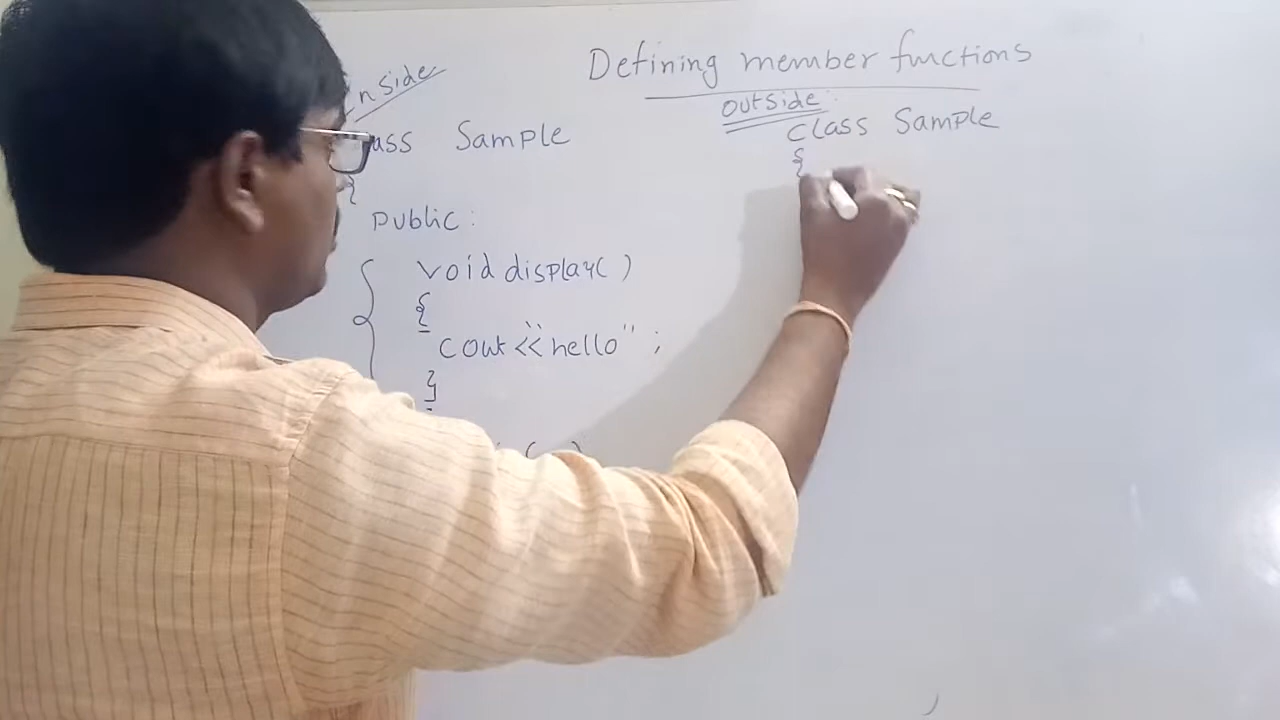 Defining member functions
nside
ass Sample
{
Public:
void display()
{
cout <<"hello" ;
}
( )
outside:
class Sample
{